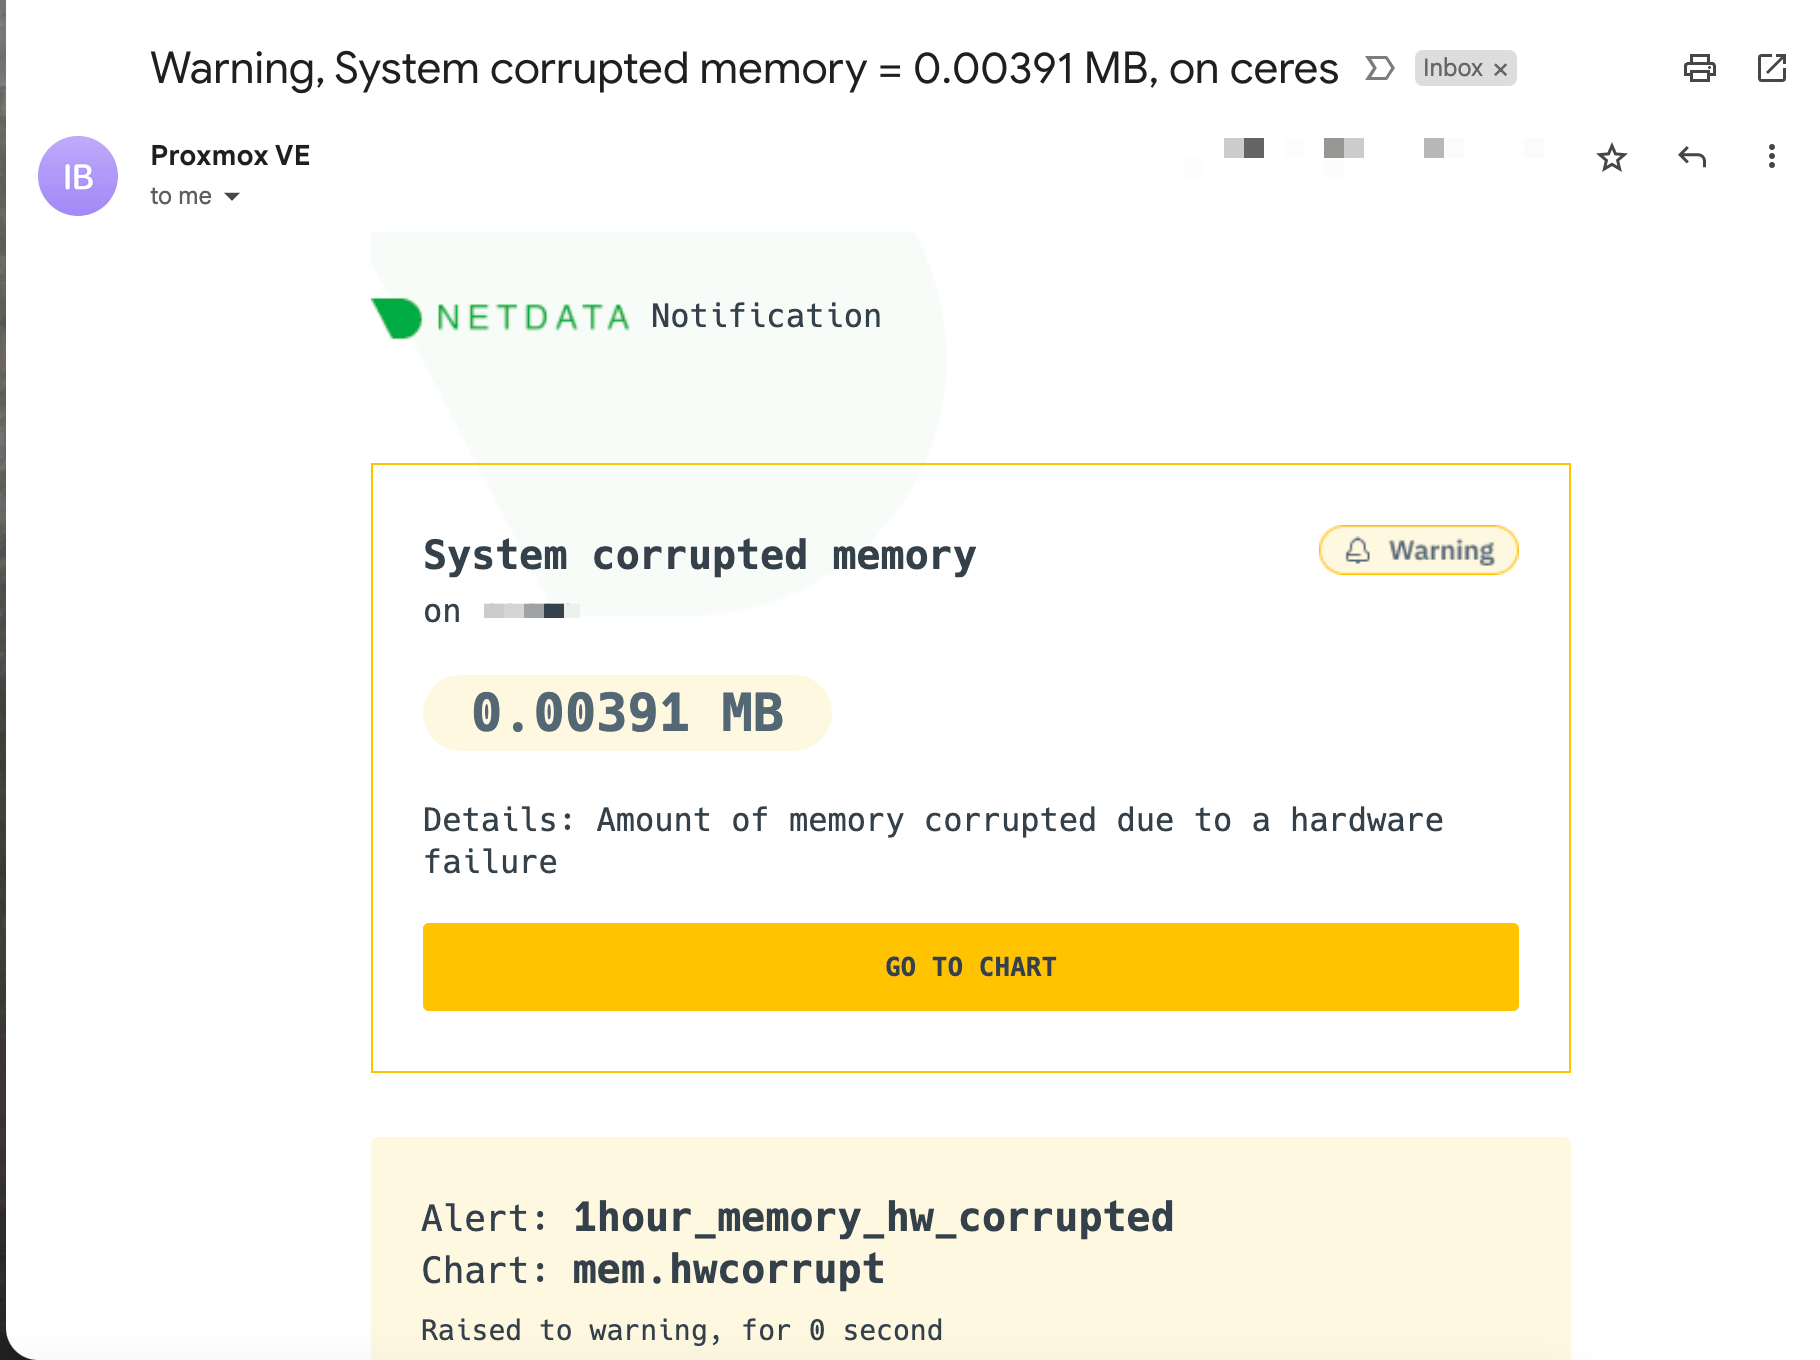 Warning, System corrupted memory = 0.00391 MB, on ceres
Inbox ×
IB
Proxmox VE
to me
NETDATA Notification
System corrupted memory
Warning
on
0.00391 MB
Details: Amount of memory corrupted due to a hardware
failure
GO TO CHART
Alert: 1hour_memory_hw_corrupted
Chart: mem.hwcorrupt
Raised to warning, for 0 second